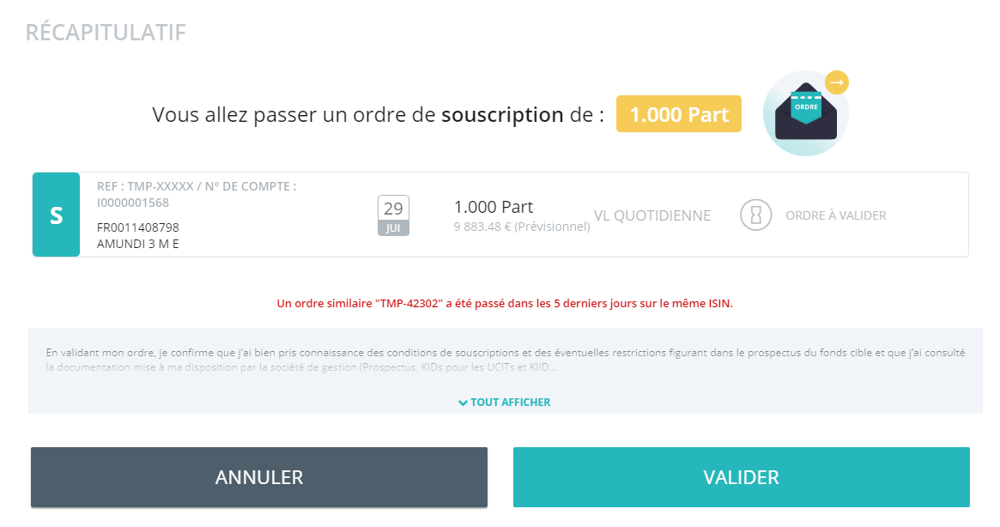 RÉCAPITULATIF
Vous allez passer un ordre de souscription de : 1.000 Part
ORDRE
S
REF : TMP-XXXXX / N° DE COMPTE :
I0000001568
FR0011408798
AMUNDI 3 M E
29
JUI
1.000 Part
9 883.48 € (Prévisionnel)
VL QUOTIDIENNE
ORDRE À VALIDER
Un ordre similaire "TMP-42302" a été passé dans les 5 derniers jours sur le même ISIN.
En validant mon ordre, je confirme que j'ai bien pris connaissance des conditions de souscriptions et des éventuelles restrictions figurant dans le prospectus du fonds cible et que j'ai consulté
la documentation mise à ma disposition par la société de gestion (Prospectus, KIDs pour les UCITs et KIID...
TOUT AFFICHER
ANNULER
VALIDER